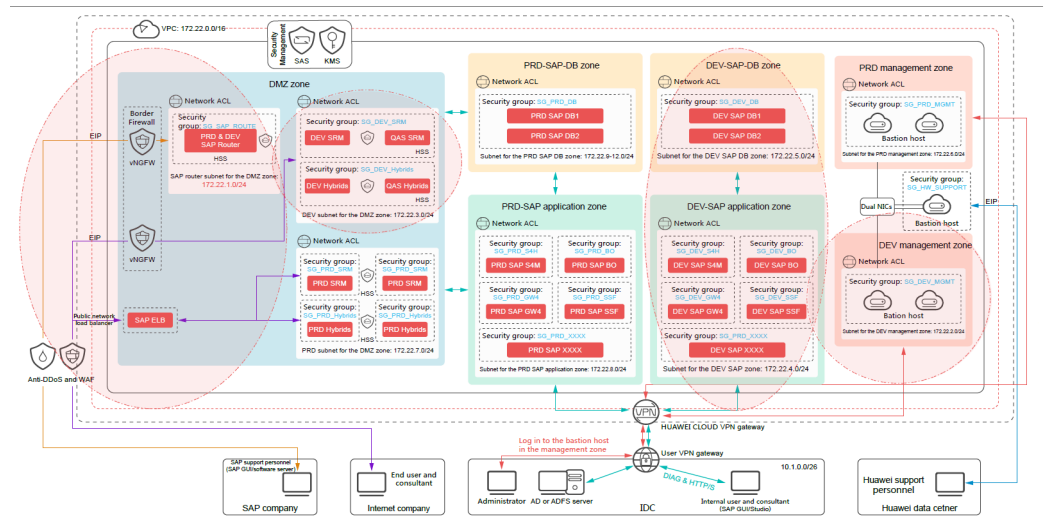 VPC: 172.22.0.0/16
Security
Management
SAS
KMS
DMZ zone
Border
Firewall
vNGFW
EIP
Network ACL
Security
group: SG_SAP_ROUTE
PRD & DEV
SAP Router
HSS
SAP router subnet for the DMZ zone:
172.22.1.0/24
Network ACL
Security group: SG_DEV_SRM
DEV SRM
QAS SRM
HSS
Security group: SG_DEV_Hybrids
DEV Hybrids
QAS Hybrids
HSS
DEV subnet for the DMZ zone: 172.22.3.0/24
EIP
vNGFW
Network ACL
Security group:
SG_PRD_SRM
PRD SRM
HSS
Security group:
SG_PRD_SRM
PRD SRM
Security group:
SG_PRD_Hybrids
PRD Hybrids
HSS
Security group:
SG_PRD_Hybrids
PRD Hybrids
PRD subnet for the DMZ zone: 172.22.7.0/24
Public network
load balancer
SAP ELB
Anti-DDoS and WAF
PRD-SAP-DB zone
Network ACL
Security group: SG_PRD_DB
PRD SAP DB1
PRD SAP DB2
Subnet for the PRD SAP DB zone: 172.22.9-12.0/24
DEV-SAP-DB zone
Network ACL
Security group: SG_DEV_DB
DEV SAP DB1
DEV SAP DB2
Subnet for the DEV SAP DB zone: 172.22.5.0/24
PRD management zone
Network ACL
Security group: SG_PRD_MGMT
Bastion host
Subnet for the PRD management zone: 172.22.6.0/24
PRD-SAP application zone
Network ACL
Security group:
SG_PRD_S4H
PRD SAP S4M
Security group:
SG_PRD_BO
PRD SAP BO
Security group:
SG_PRD_GW4
PRD SAP GW4
Security group:
SG_PRD_SSF
PRD SAP SSF
Security group: SG_PRD_XXXX
PRD SAP XXXX
Subnet for the PRD SAP application zone: 172.22.8.0/24
DEV-SAP application zone
Network ACL
Security group:
SG_DEV_S4H
DEV SAP S4M
Security group:
SG_DEV_BO
DEV SAP BO
Security group:
SG_DEV_GW4
DEV SAP GW4
Security group:
SG_DEV_SSF
DEV SAP SSF
Security group: SG_PRD_XXXX
DEV SAP XXXX
Subnet for the DEV SAP application zone: 172.22.4.0/24
Security group:
SG_HW_SUPPORT
Dual NICs
Bastion host
EIP
DEV management zone
Network ACL
Security group: SG_DEV_MGMT
Bation host
Subnet for the DEV management zone: 172.22.2.0/24
VPN
HUAWEI CLOUD VPN gateway
Log in to the bastion host
in the management zone
User VPN gateway
SAP support personnel
(SAP GUI/software server)
SAP company
End user and
consultant
Internet company
10.1.0.0/26
Administrator
AD or ADFS server
DIAG & HTTP/S
Internal user and consultant
(SAP GUI/Studio)
IDC
Huawei support
personnel
Huawei data cetner